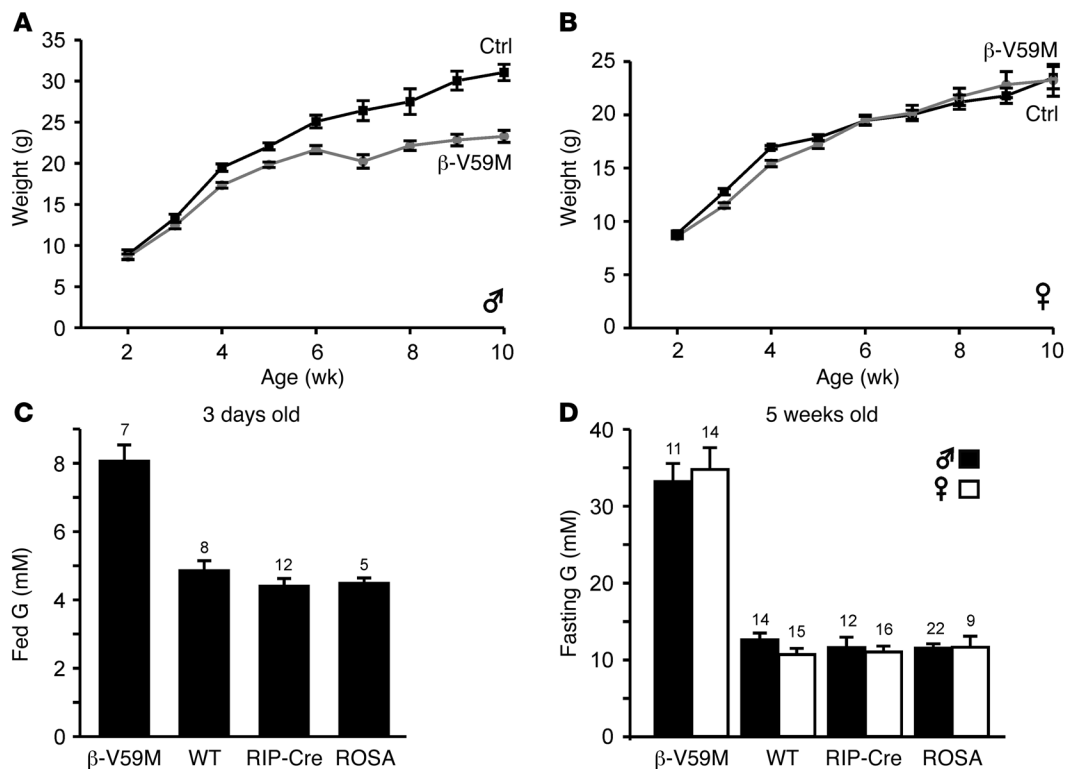 A
Weight (g)
35
30
25
20
15
10
5
0
Ctrl
β-V59M
♂
2 4 6 8 10
Age (wk)
B
Weight (g)
25
20
15
10
5
0
β-V59M
Ctrl
♀
2 4 6 8 10
Age (wk)
C
3 days old
Fed G (mM)
8
6
4
2
0
7
8
12
5
β-V59M WT RIP-Cre ROSA
D
5 weeks old
Fasting G (mM)
40
30
20
10
0
♂
♀
11 14
14 15
12 16
22 9
β-V59M WT RIP-Cre ROSA